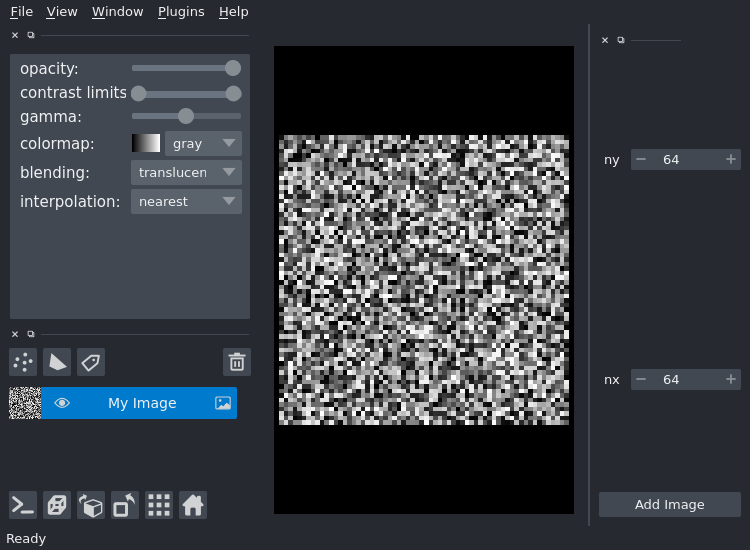 File View Window Plugins Help
opacity:
contrast limits
gamma:
colormap: gray
blending: translucen
interpolation: nearest
ny 64
nx 64
My Image
Add Image
Ready